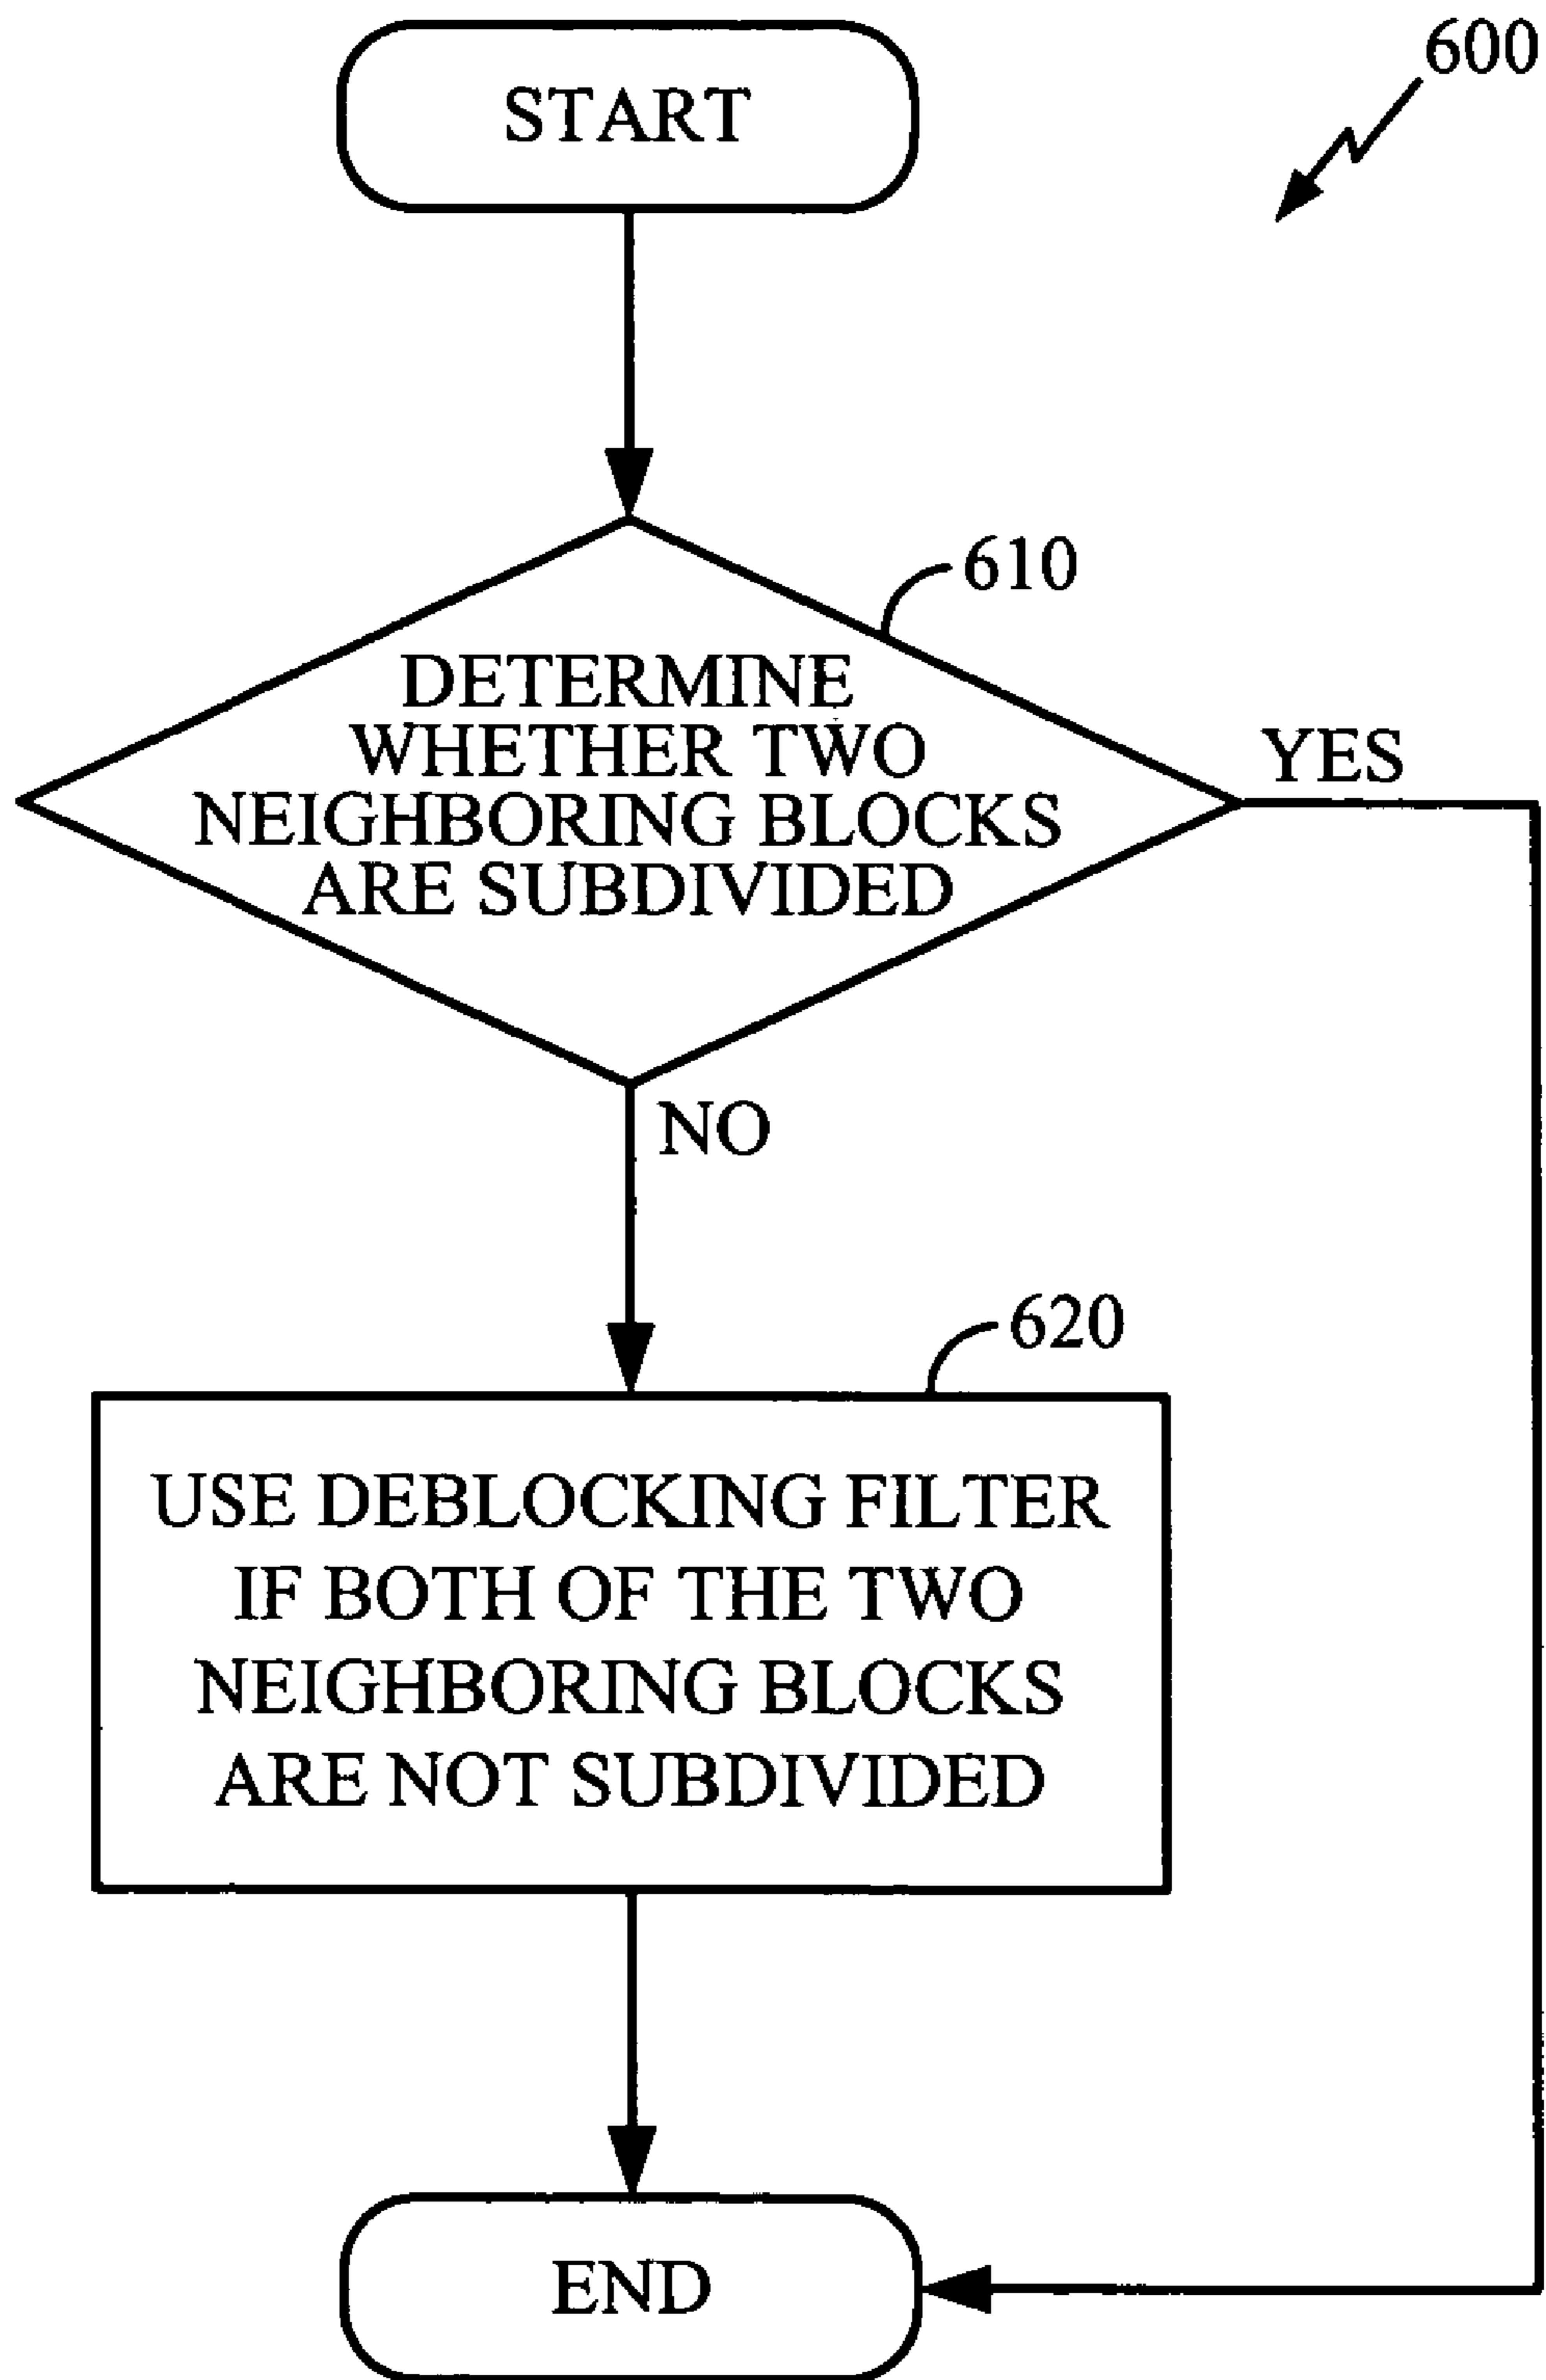 600
START
610
DETERMINE
WHETHER TWO
NEIGHBORING BLOCKS
ARE SUBDIVIDED
YES
NO
620
USE DEBLOCKING FILTER
IF BOTH OF THE TWO
NEIGHBORING BLOCKS
ARE NOT SUBDIVIDED
END